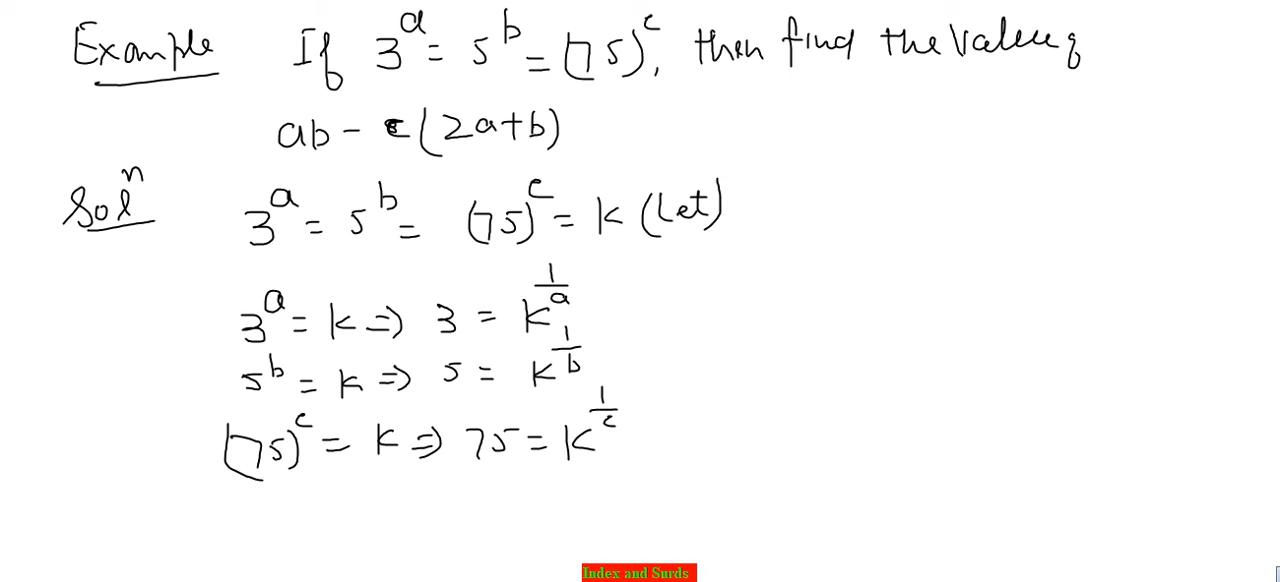 Example If 3^a = 5^b = (75)^c, then find the value of
ab - c(2a+b)
Solⁿ 3^a = 5^b = (75)^c = k (let)
3^a = k ⇒ 3 = k^(1/a)
5^b = k ⇒ 5 = k^(1/b)
(75)^c = k ⇒ 75 = k^(1/c)
Index and Surds